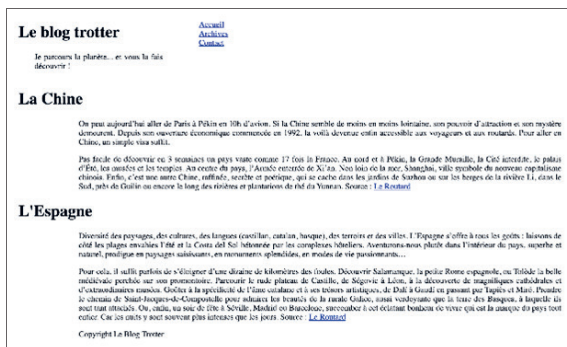 Le blog trotter
Accueil
Archives
Contact
Je parcours la planète... et vous la fais
découvrir !
La Chine
On peut aujourd'hui aller de Paris à Pékin en 10h d'avion. Si la Chine semble de moins en moins lointaine, son pouvoir d'attraction et son mystère
demeurent. Depuis son ouverture économique commencée en 1992, la voilà devenue enfin accessible aux voyageurs et aux routards. Pour aller en
Chine, un simple visa suffit.
Pas facile de découvrir en 3 semaines un pays vaste comme 17 fois la France. Au nord et à Pékin, la Grande Muraille, la Cité interdite, le palais
d'Été, les musées et les temples. Au centre du pays, l'Armée enterrée de Xi'an. Non loin de la mer, Shanghai, ville symbole du nouveau capitalisme
chinois. Enfin, c'est une autre Chine, raffinée, secrète et poétique, qui se cache dans les jardins de Suzhou ou sur les berges de la rivière Li, dans le
Sud, près de Guilin ou encore le long des rizières et plantations de thé du Yunnan. Source : Le Routard
L'Espagne
Diversité des paysages, des cultures, des langues (castillan, catalan, basque), des terroirs et des villes. L'Espagne s'offre à tous les goûts : laissons de
côté les plages envahies l'été et la Costa del Sol bétonnée par les complexes hôteliers. Aventurons-nous plutôt dans l'intérieur du pays, superbe et
naturel, prodigue en paysages saisissants, en monuments splendides, en modes de vie passionnants…
Pour cela, il suffit parfois de s'éloigner d'une dizaine de kilomètres des foules. Découvrir Salamanque, la petite Rome espagnole, ou Tolède la belle
médiévale perchée sur son promontoire. Parcourir le rude plateau de Castille, de Ségovie à Léon, à la découverte de magnifiques cathédrales et
d'extraordinaires musées. Goûter à la spécificité de l'âme catalane et à ses trésors artistiques, de Dalí à Gaudí en passant par Tàpies et Miró. Prendre
le chemin de Saint-Jacques-de-Compostelle pour admirer les beautés de la rurale Galice, aussi verdoyante que la terre des Basques, à laquelle ils
sont tant attachés. Ou, enfin, un soir de fête à Séville, Madrid ou Barcelone, succomber à cet éclatant bonheur de vivre qui est la marque du pays tout
entier. Car les nuits y sont souvent plus intenses que les jours. Source : Le Routard
Copyright Le Blog Trotter